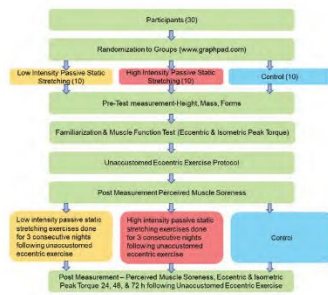 Participants (30)
Randomization to Groups (www.graphpad.com)
Low Intensity Passive Static
Stretching (10)
High Intensity Passive Static
Stretching (10)
Control (10)
Pre-Test measurement-Height, Mass, Forms
Familiarization & Muscle Function Test (Eccentric & Isometric Peak Torque)
Unaccustomed Eccentric Exercise Protocol
Post Measurement Perceived Muscle Soreness
Low intensity passive static
stretching exercises done
for 3 consecutive nights
following unaccustomed
eccentric exercise
High intensity passive static
stretching exercises done
for 3 consecutive nights
following unaccustomed
eccentric exercise
Control
Post Measurement – Perceived Muscle Soreness, Eccentric & Isometric
Peak Torque 24, 48, & 72 h following Unaccustomed Eccentric Exercise